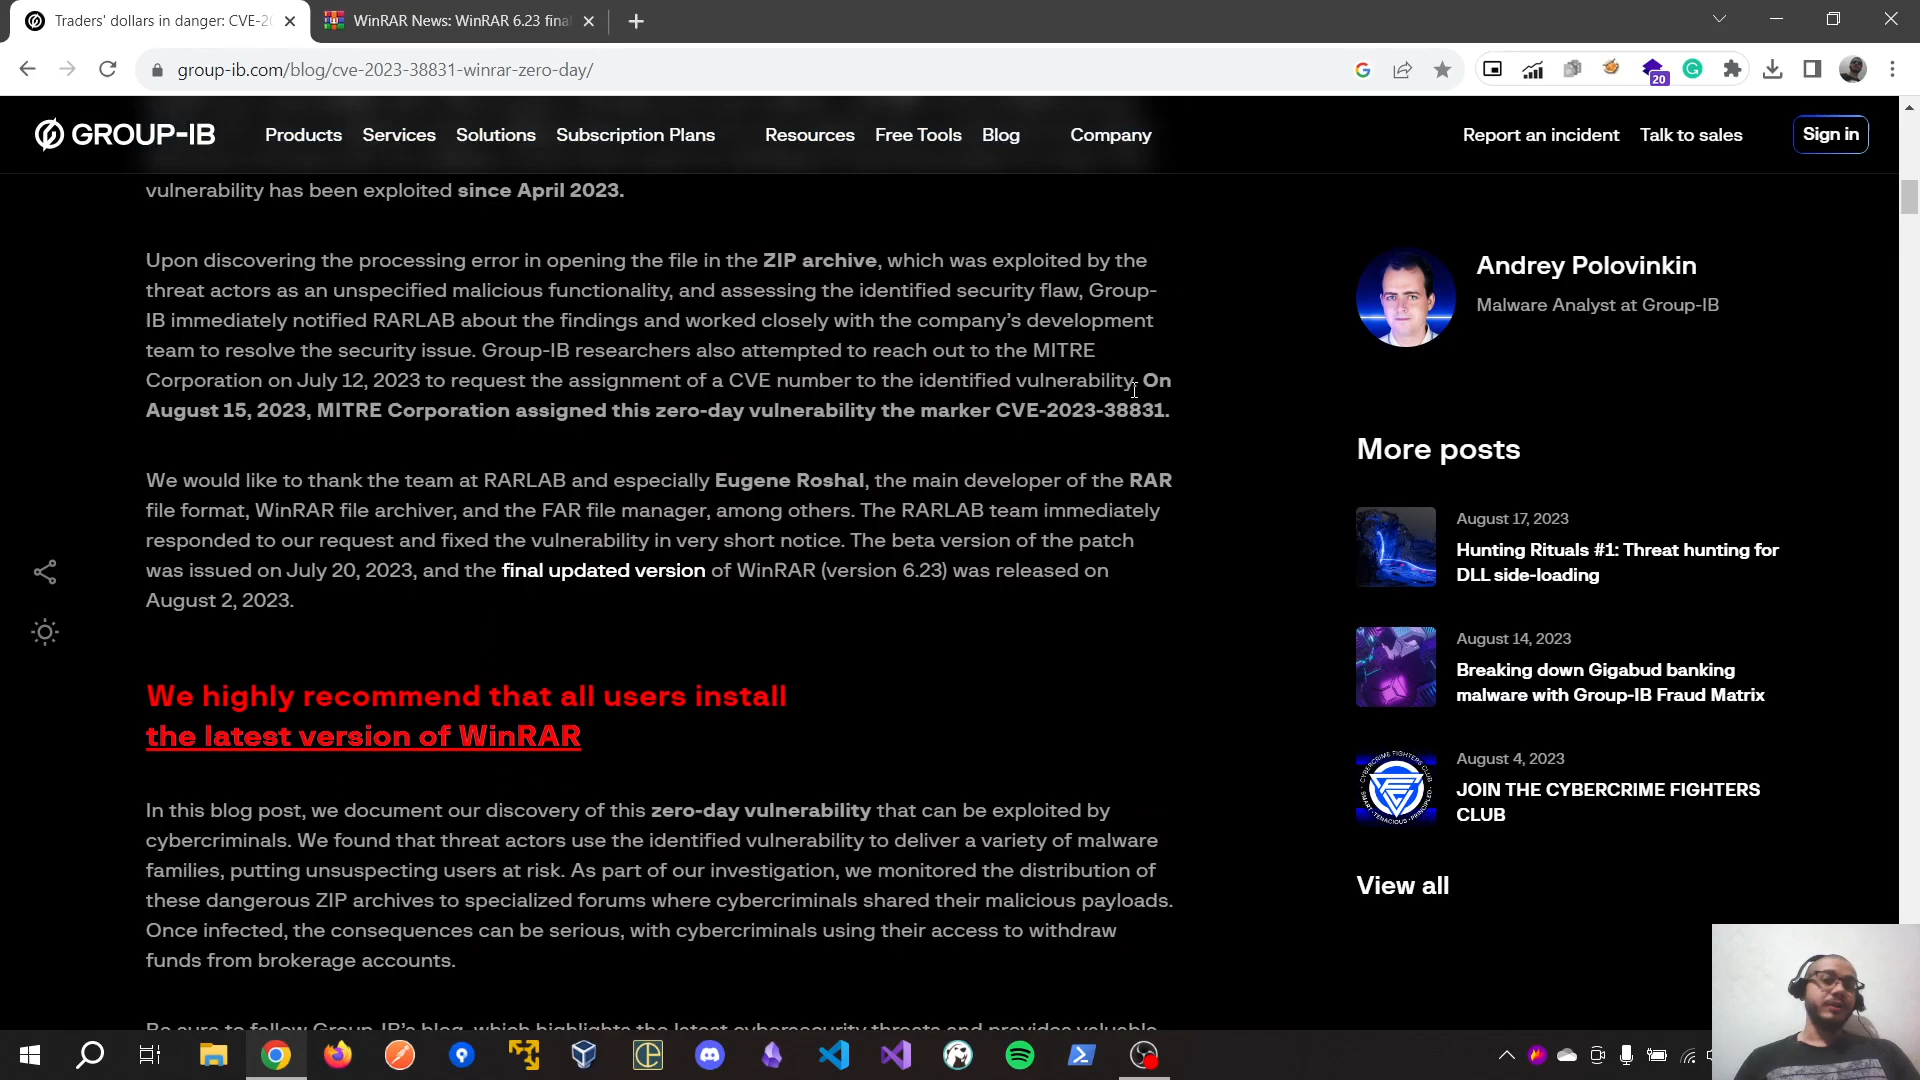 Traders' dollars in danger: CVE-20
WinRAR News: WinRAR 6.23 final
group-ib.com/blog/cve-2023-38831-winrar-zero-day/
20
GROUP-IB
Products
Services
Solutions
Subscription Plans
Resources
Free Tools
Blog
Company
Report an incident
Talk to sales
Sign in
vulnerability has been exploited since April 2023.
Upon discovering the processing error in opening the file in the ZIP archive, which was exploited by the
threat actors as an unspecified malicious functionality, and assessing the identified security flaw, Group-
IB immediately notified RARLAB about the findings and worked closely with the company's development
team to resolve the security issue. Group-IB researchers also attempted to reach out to the MITRE
Corporation on July 12, 2023 to request the assignment of a CVE number to the identified vulnerability. On
August 15, 2023, MITRE Corporation assigned this zero-day vulnerability the marker CVE-2023-38831.
We would like to thank the team at RARLAB and especially Eugene Roshal, the main developer of the RAR
file format, WinRAR file archiver, and the FAR file manager, among others. The RARLAB team immediately
responded to our request and fixed the vulnerability in very short notice. The beta version of the patch
was issued on July 20, 2023, and the final updated version of WinRAR (version 6.23) was released on
August 2, 2023.
We highly recommend that all users install
the latest version of WinRAR
In this blog post, we document our discovery of this zero-day vulnerability that can be exploited by
cybercriminals. We found that threat actors use the identified vulnerability to deliver a variety of malware
families, putting unsuspecting users at risk. As part of our investigation, we monitored the distribution of
these dangerous ZIP archives to specialized forums where cybercriminals shared their malicious payloads.
Once infected, the consequences can be serious, with cybercriminals using their access to withdraw
funds from brokerage accounts.
Be sure to follow Group-IB's blog, which highlights the latest cybersecurity threats and provides valuable
Andrey Polovinkin
Malware Analyst at Group-IB
More posts
August 17, 2023
Hunting Rituals #1: Threat hunting for
DLL side-loading
August 14, 2023
Breaking down Gigabud banking
malware with Group-IB Fraud Matrix
August 4, 2023
JOIN THE CYBERCRIME FIGHTERS
CLUB
View all